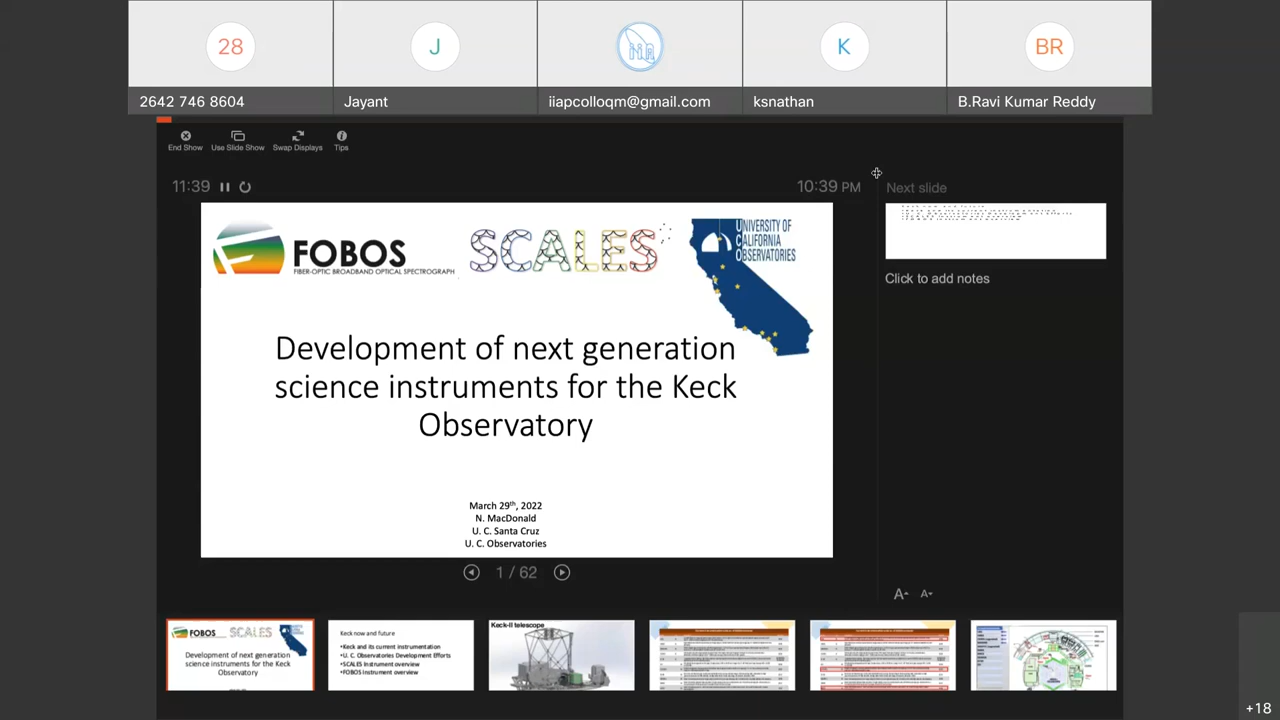 28
J
K
BR
2642 746 8604
Jayant
iiapcolloqm@gmail.com
ksnathan
B.Ravi Kumar Reddy
End Show
Use Slide Show
Swap Displays
Tips
11:39
10:39 PM
Next slide
FOBOS
FIBER-OPTIC BROADBAND OPTICAL SPECTROGRAPH
SCALES
UNIVERSITY OF
CALIFORNIA
OBSERVATORIES
Click to add notes
Development of next generation
science instruments for the Keck
Observatory
March 29th, 2022
N. MacDonald
U. C. Santa Cruz
U. C. Observatories
1 / 62
A A
FOBOS
SCALES
Development of next generation
science instruments for the Keck
Observatory
Keck now and future
•Keck and its current instrumentation
•U. C. Observatories Development Efforts
•SCALES Instrument overview
•FOBOS Instrument overview
Keck-II telescope
+18